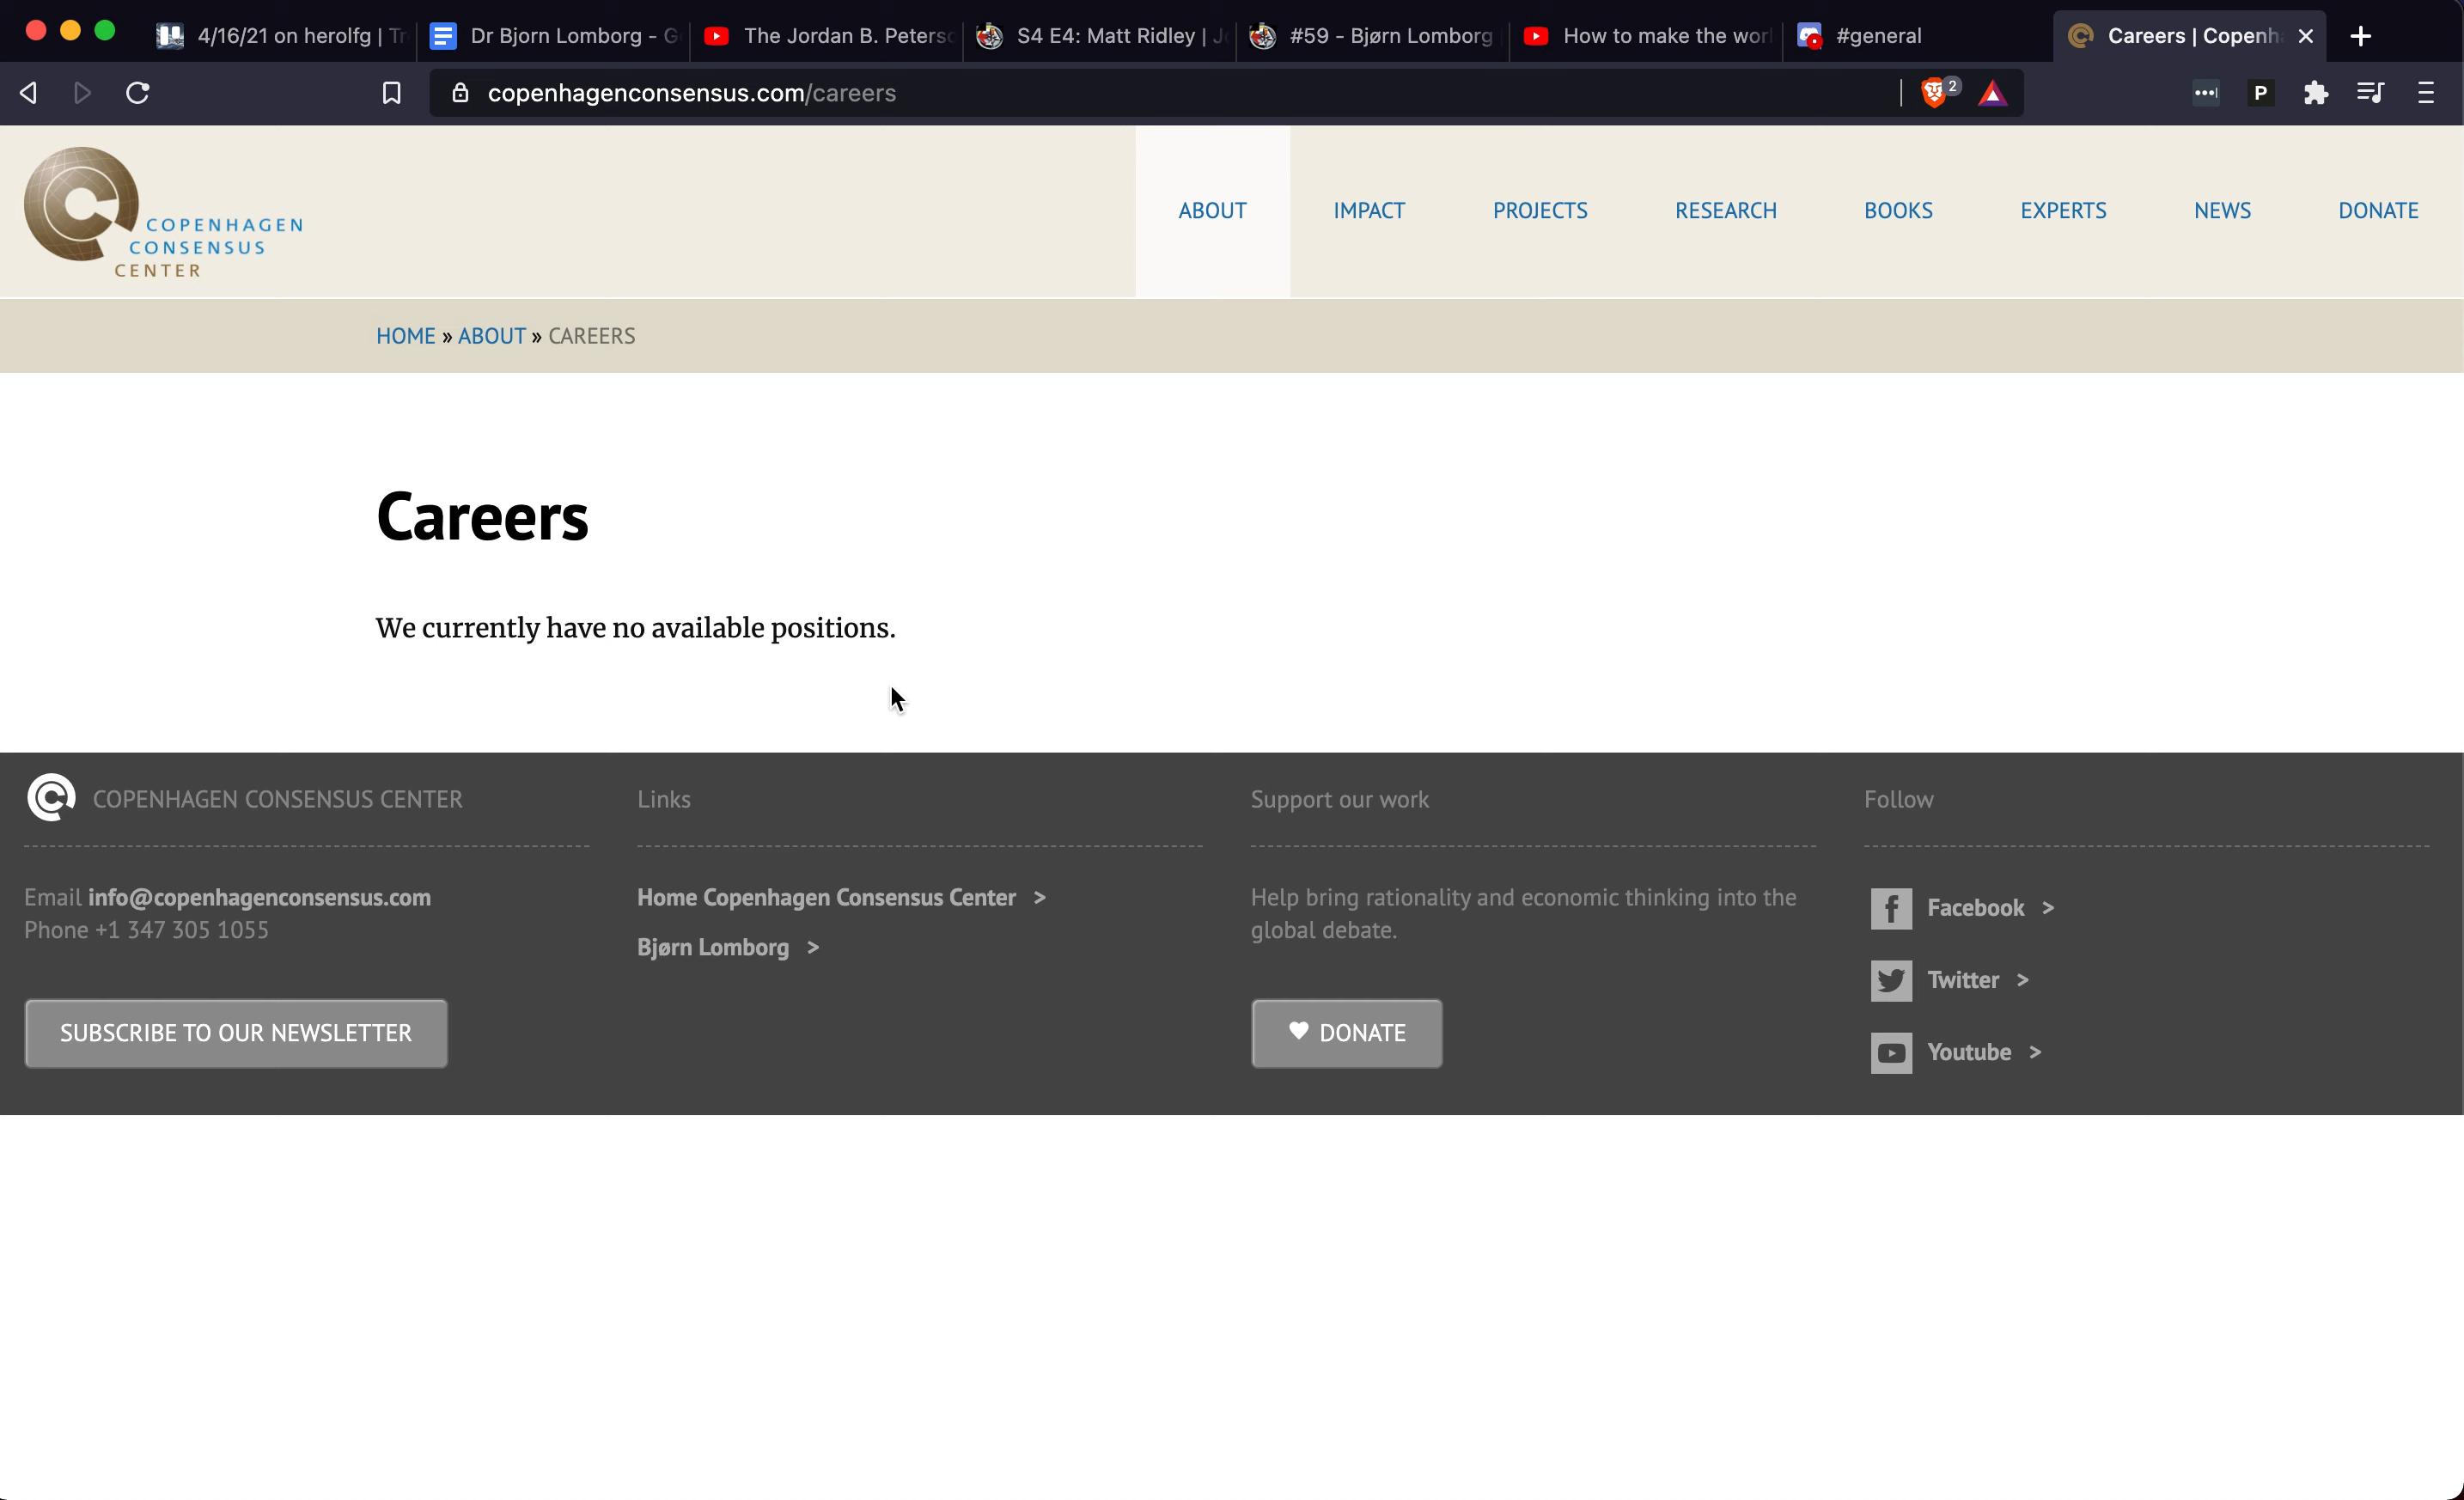 4/16/21 on herolfg |
Dr Bjorn Lomborg -
The Jordan B.
S4 E4: Matt Ridley |
#59 - Bjørn Lomborg
How to make the
#general
Careers |
copenhagenconsensus.com/careers
2
P
COPENHAGEN
CONSENSUS
CENTER
ABOUT
IMPACT
PROJECTS
RESEARCH
BOOKS
EXPERTS
NEWS
DONATE
HOME » ABOUT » CAREERS
Careers
We currently have no available positions.
COPENHAGEN CONSENSUS CENTER
Email info@copenhagenconsensus.com
Phone +1 347 305 1055
SUBSCRIBE TO OUR NEWSLETTER
Links
Home Copenhagen Consensus Center >
Bjørn Lomborg >
Support our work
Help bring rationality and economic thinking into the
global debate.
DONATE
Follow
Facebook >
Twitter >
Youtube >